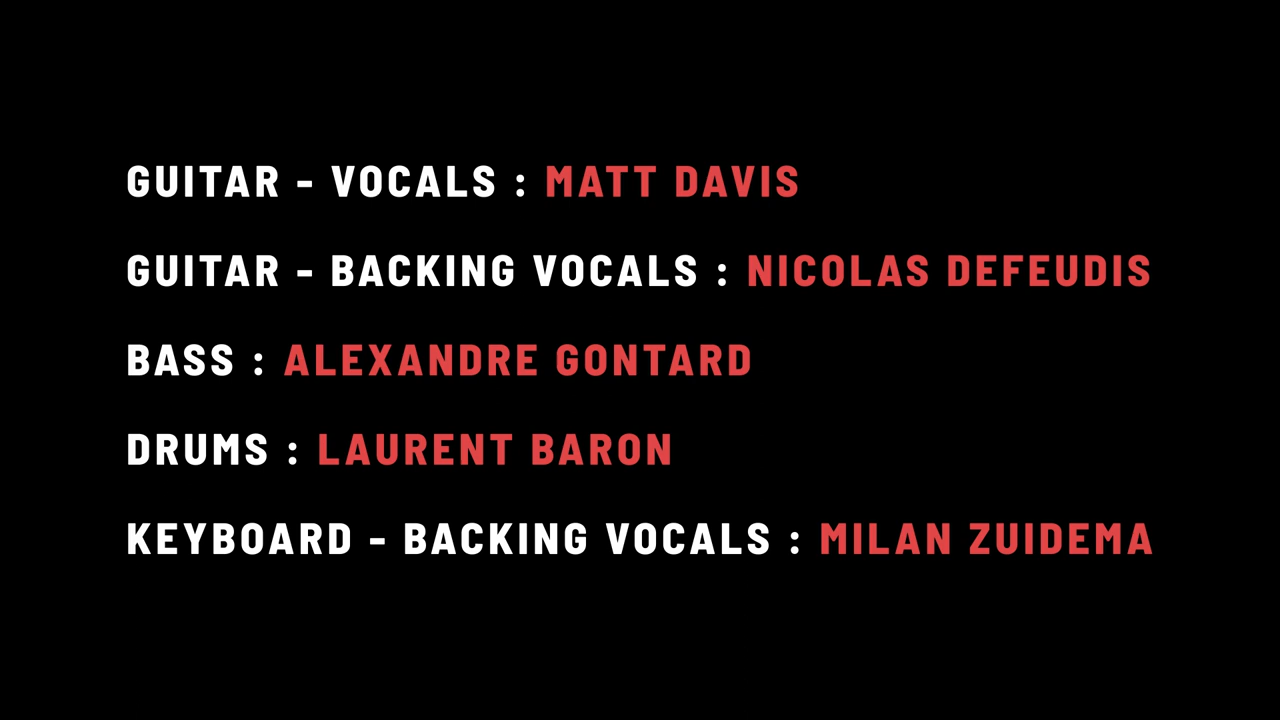 GUITAR - VOCALS : MATT DAVIS
GUITAR - BACKING VOCALS : NICOLAS DEFEUDIS
BASS : ALEXANDRE GONTARD
DRUMS : LAURENT BARON
KEYBOARD - BACKING VOCALS : MILAN ZUIDEMA